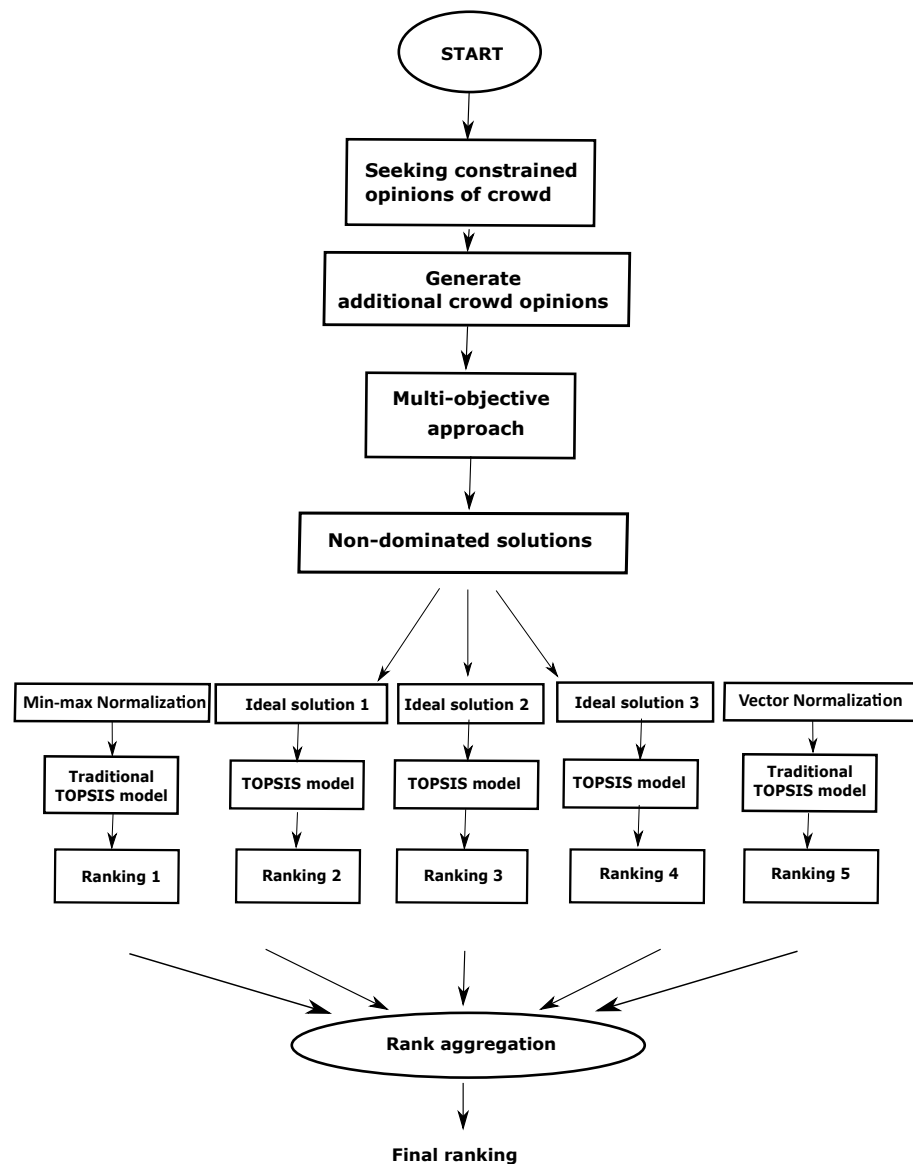 START
Seeking constrained
opinions of crowd
Generate
additional crowd opinions
Multi-objective
approach
Non-dominated solutions
Min-max Normalization
Ideal solution 1
Ideal solution 2
Ideal solution 3
Vector Normalization
Traditional
TOPSIS model
TOPSIS model
TOPSIS model
TOPSIS model
Traditional
TOPSIS model
Ranking 1
Ranking 2
Ranking 3
Ranking 4
Ranking 5
Rank aggregation
Final ranking